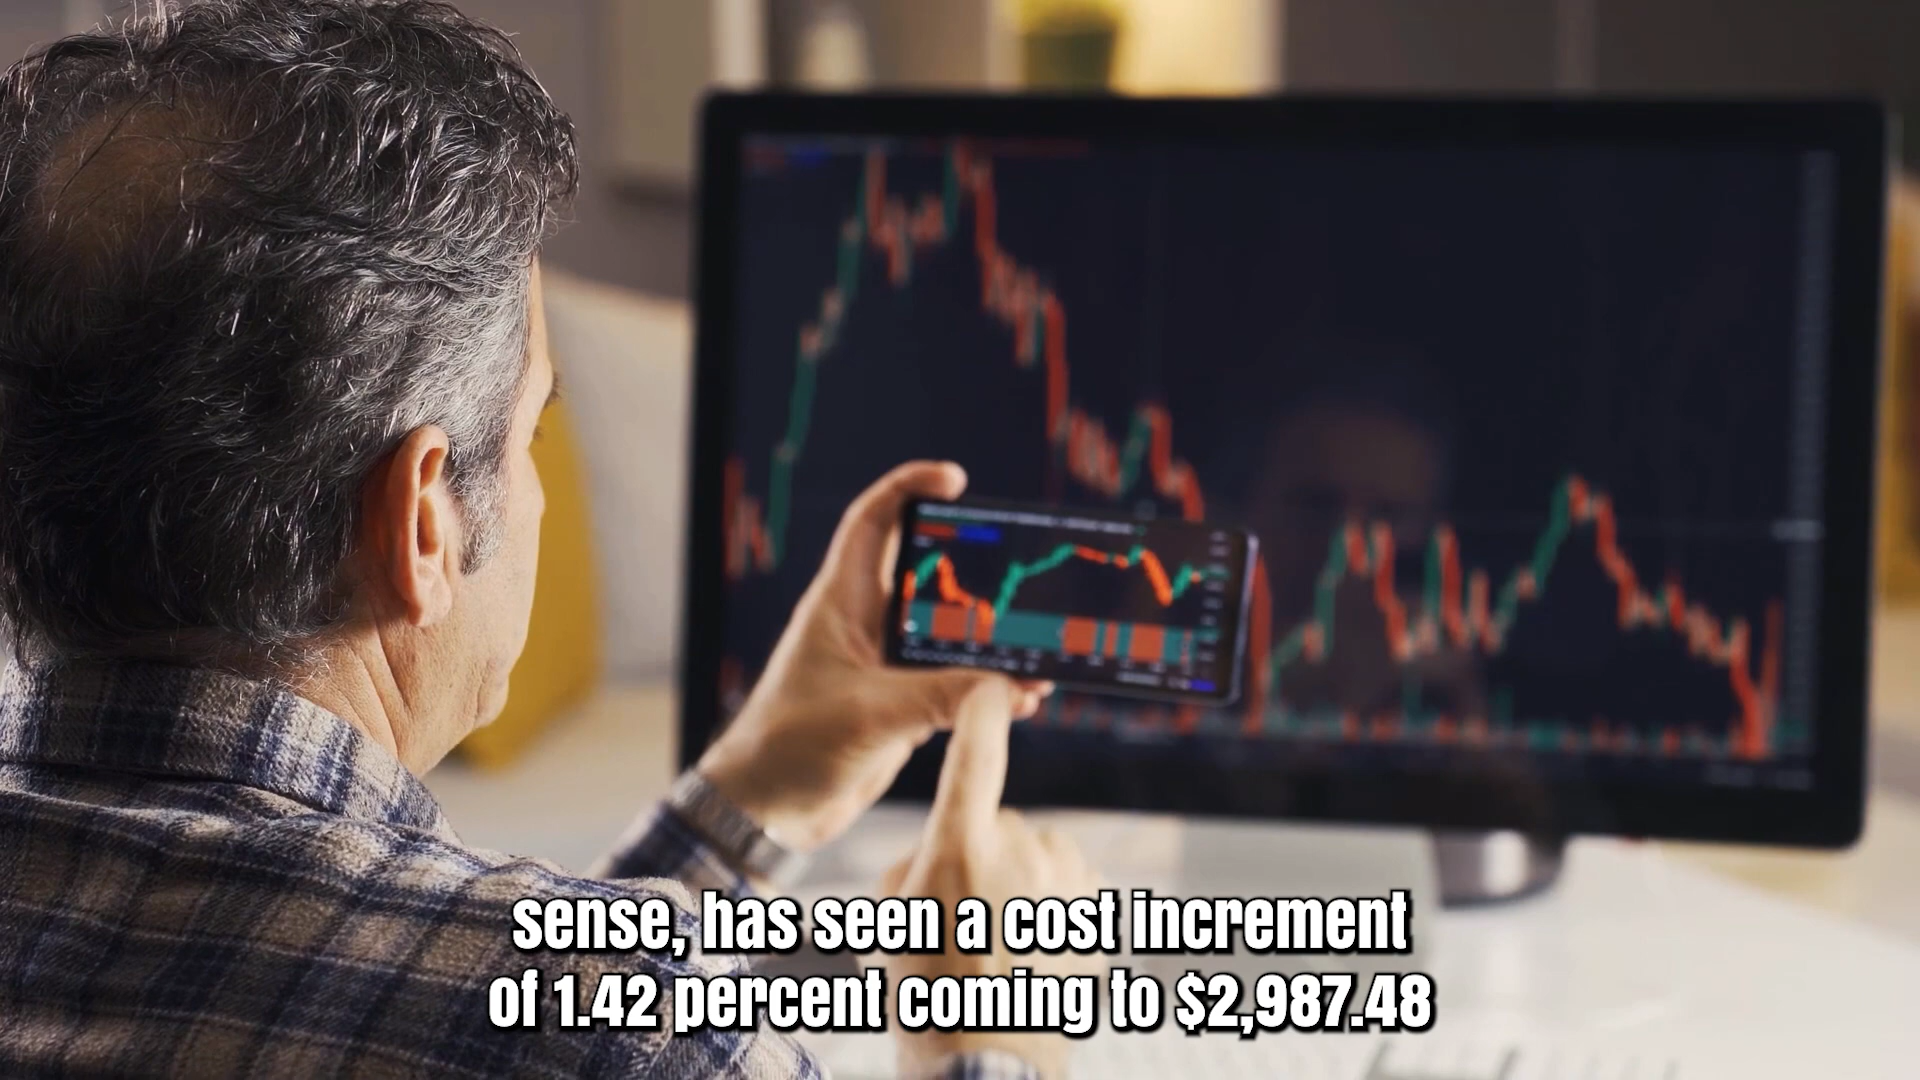 sense, has seen a cost increment
of 1.42 percent coming to $2,987.48